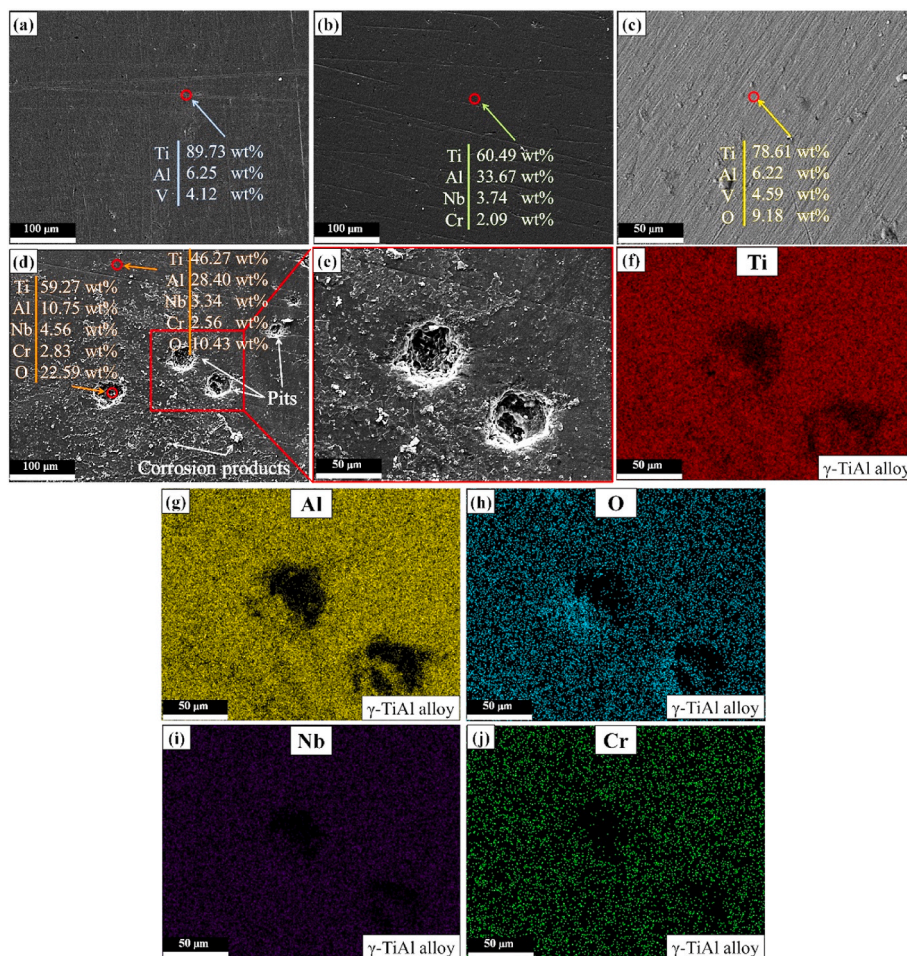 (a)
Ti 89.73 wt%
Al 6.25 wt%
V 4.12 wt%
100 μm
(b)
Ti 60.49 wt%
Al 33.67 wt%
Nb 3.74 wt%
Cr 2.09 wt%
100 μm
(c)
Ti 78.61 wt%
Al 6.22 wt%
V 4.59 wt%
O 9.18 wt%
50 μm
(d)
Ti 46.27 wt%
Al 28.40 wt%
Nb 3.34 wt%
Cr 2.56 wt%
O 10.43 wt%
Ti 59.27 wt%
Al 10.75 wt%
Nb 4.56 wt%
Cr 2.83 wt%
O 22.59 wt%
Pits
Corrosion products
100 μm
(e)
50 μm
(f)
Ti
50 μm
γ-TiAl alloy
(g)
Al
50 μm
γ-TiAl alloy
(h)
O
50 μm
γ-TiAl alloy
(i)
Nb
50 μm
γ-TiAl alloy
(j)
Cr
50 μm
γ-TiAl alloy